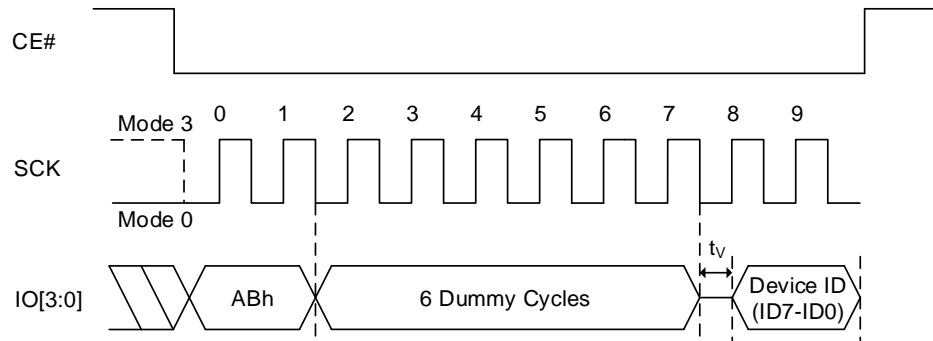 CE#
0 1 2 3 4 5 6 7 8 9
Mode 3
SCK
Mode 0
tV
IO[3:0]
ABh
6 Dummy Cycles
Device ID
(ID7-ID0)